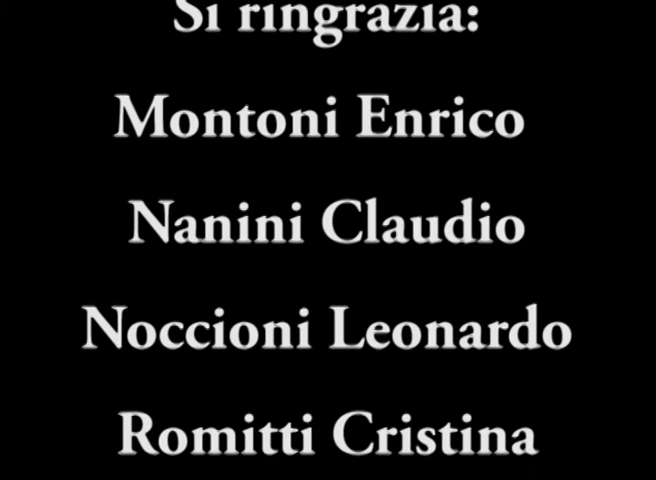 Si ringrazia:
Montoni Enrico
Nanini Claudio
Noccioni Leonardo
Romitti Cristina